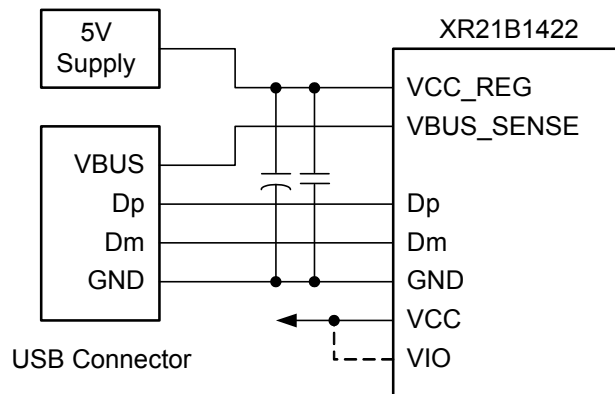 5V
Supply
XR21B1422
VCC_REG
VBUS_SENSE
VBUS
Dp
Dp
Dm
Dm
GND
GND
VCC
VIO
USB Connector